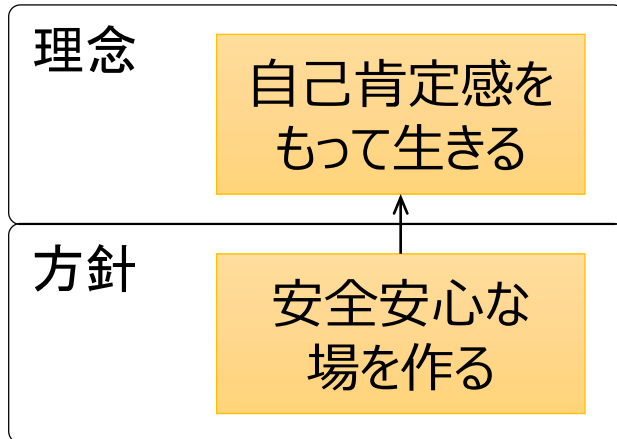 理念
自己肯定感を
もって生きる
方針
安全安心な
場を作る